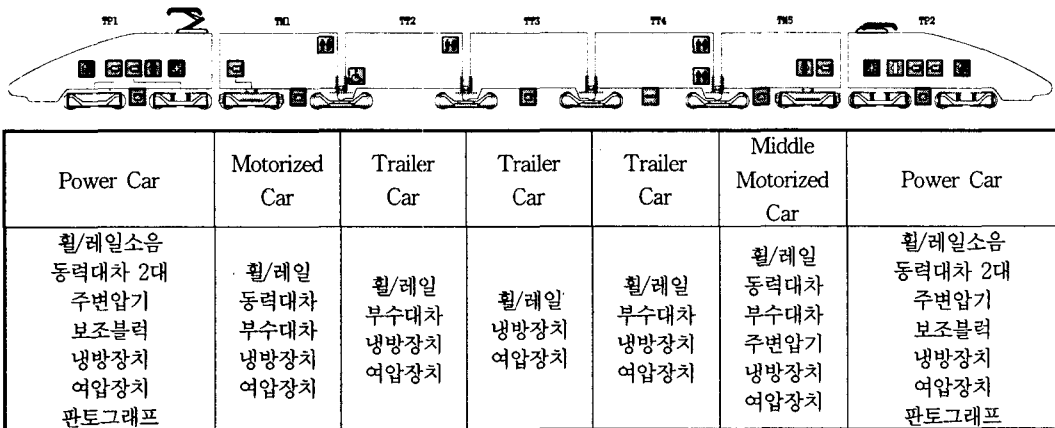 TP1 TM1 TT2 TT3 TT4 TM5 TP2
Power Car
Motorized
Car
Trailer
Car
Trailer
Car
Trailer
Car
Middle
Motorized
Car
Power Car
휠/레일소음
동력대차 2대
주변압기
보조블럭
냉방장치
여압장치
판토그래프
휠/레일
동력대차
부수대차
냉방장치
여압장치
휠/레일
부수대차
냉방장치
여압장치
휠/레일
냉방장치
여압장치
휠/레일
부수대차
냉방장치
여압장치
휠/레일
동력대차
부수대차
주변압기
냉방장치
여압장치
휠/레일소음
동력대차 2대
주변압기
보조블럭
냉방장치
여압장치
판토그래프